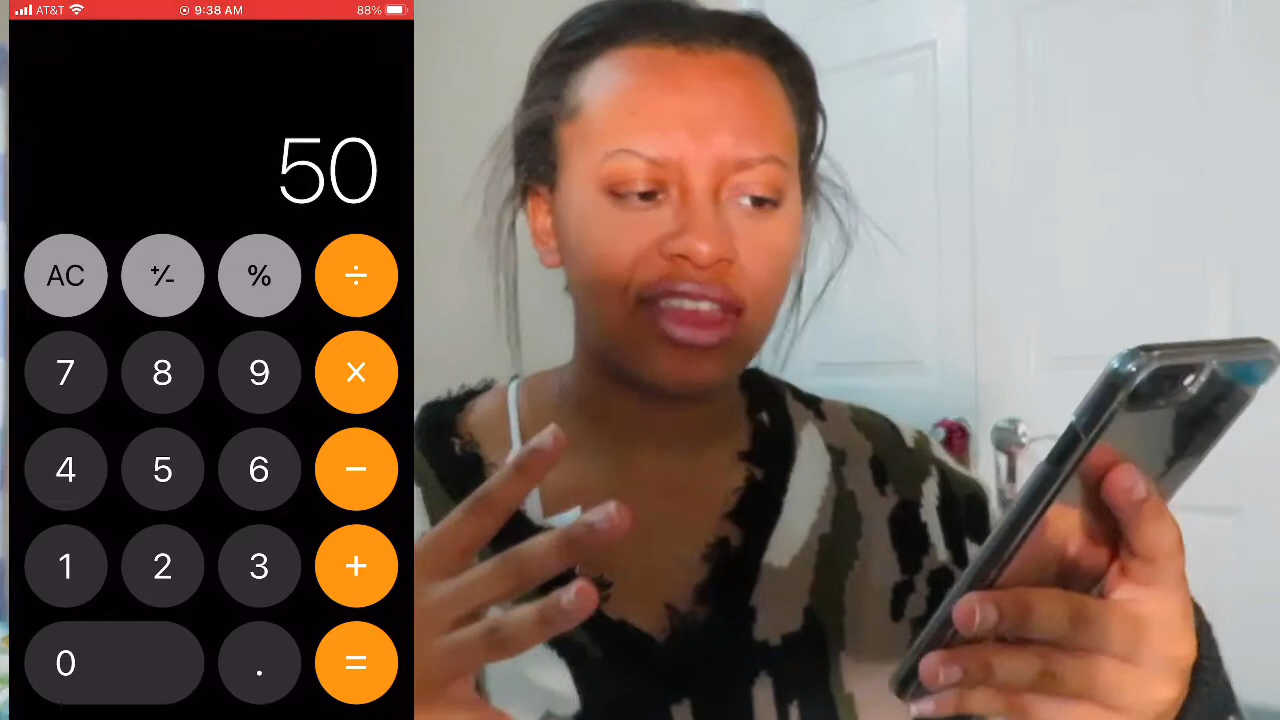 AT&T 9:38 AM 88%
50
AC +/- % ÷
7 8 9 ×
4 5 6 −
1 2 3 +
0 . =